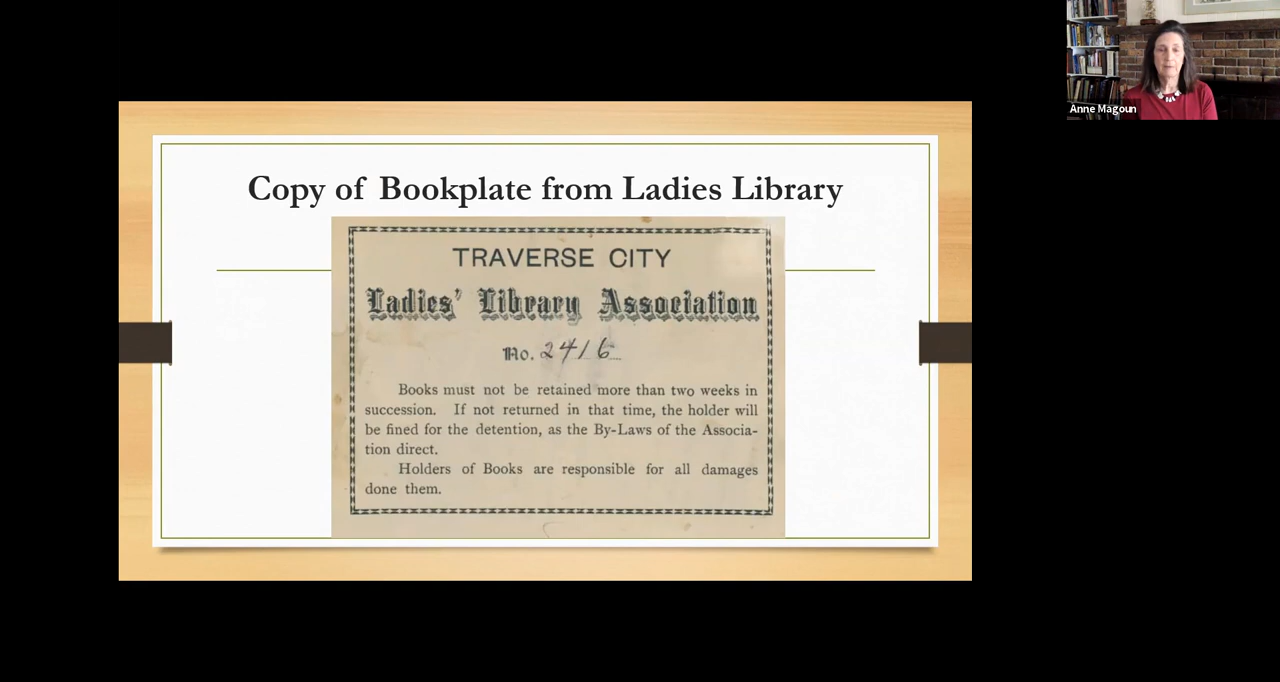 Anne Magoun
Copy of Bookplate from Ladies Library
TRAVERSE CITY
Ladies' Library Association
No. 2416
Books must not be retained more than two weeks in
succession. If not returned in that time, the holder will
be fined for the detention, as the By-Laws of the Associa-
tion direct.
Holders of Books are responsible for all damages
done them.